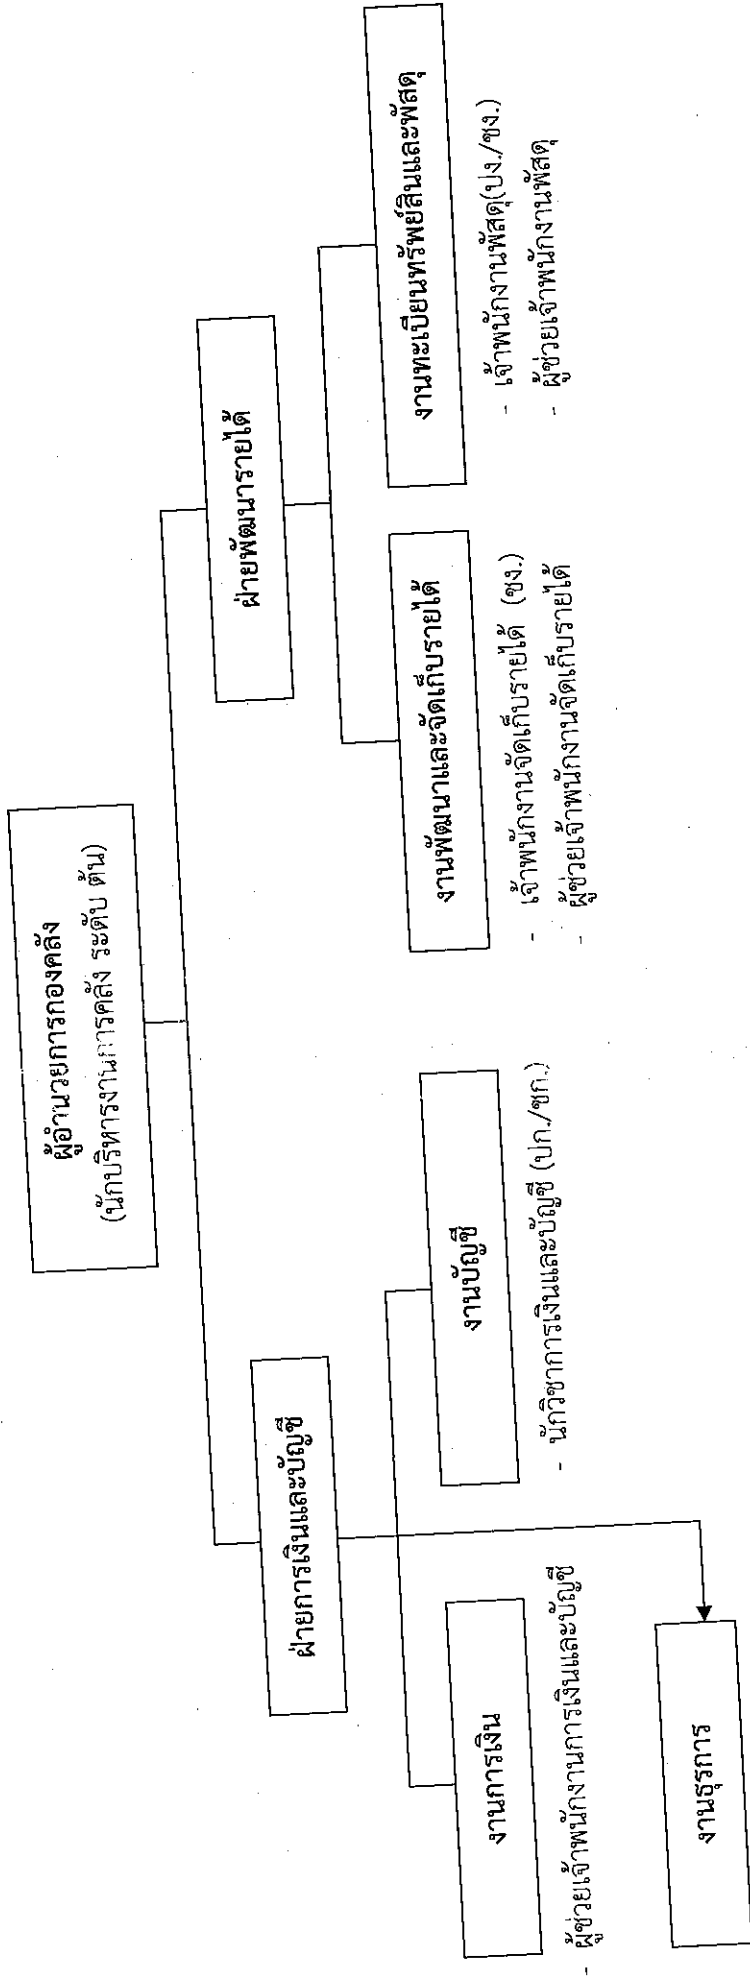 ผู้อำนวยการกองคลัง
(นักบริหารงานการคลัง ระดับ ต้น)
ฝ่ายการเงินและบัญชี
ฝ่ายพัฒนารายได้
งานการเงิน
- ผู้ช่วยเจ้าพนักงานการเงินและบัญชี
งานบัญชี
- นักวิชาการเงินและบัญชี (ปก./ชก.)
งานพัฒนาและจัดเก็บรายได้
- เจ้าพนักงานจัดเก็บรายได้ (ชง.)
- ผู้ช่วยเจ้าพนักงานจัดเก็บรายได้
งานทะเบียนทรัพย์สินและพัสดุ
- เจ้าพนักงานพัสดุ(ปง./ชง.)
- ผู้ช่วยเจ้าพนักงานพัสดุ
งานธุรการ